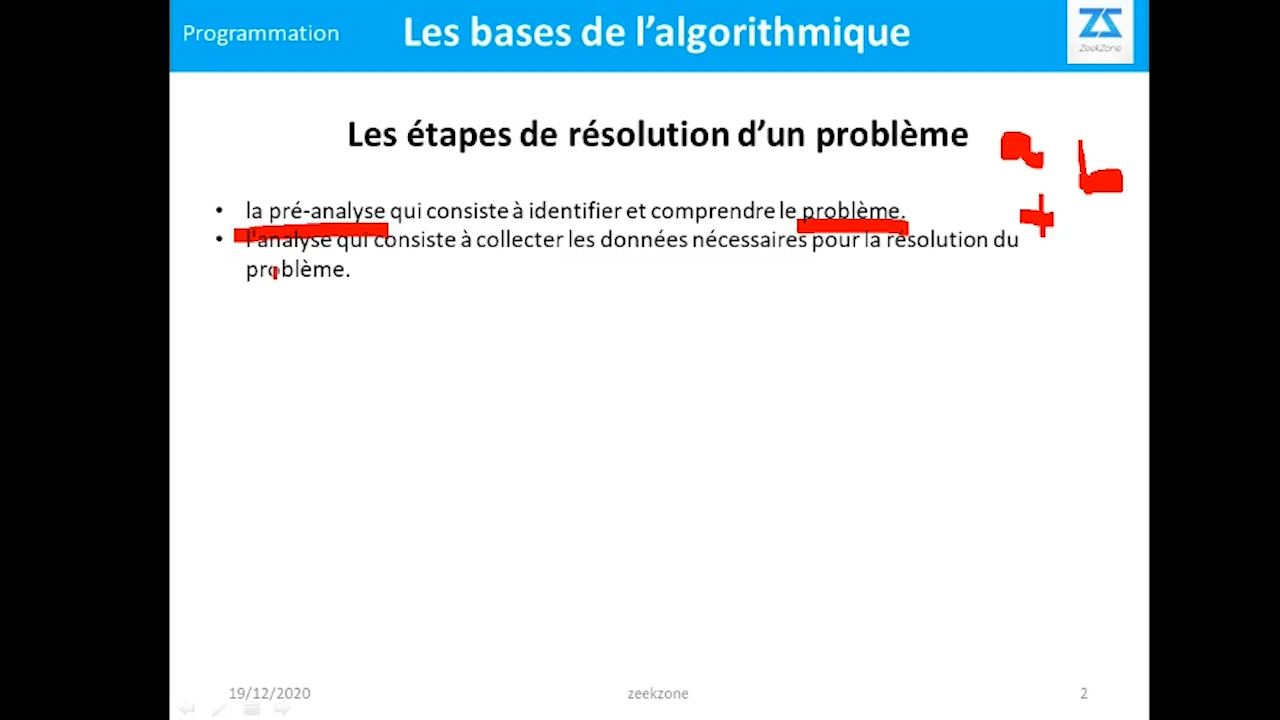 Programmation
Les bases de l’algorithmique
ZS
ZeekZone
Les étapes de résolution d’un problème
a
b
+
• la pré-analyse qui consiste à identifier et comprendre le problème.
• l'analyse qui consiste à collecter les données nécessaires pour la résolution du
problème.
19/12/2020
zeekzone
2